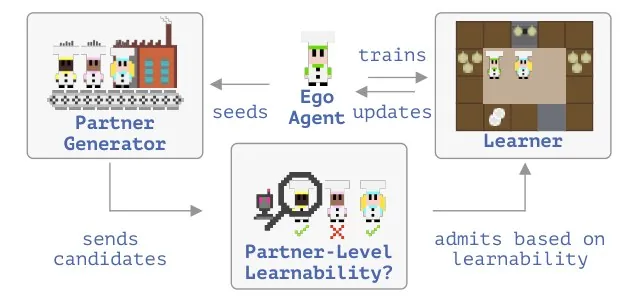 Partner
Generator
seeds
Ego
Agent
trains
updates
Learner
sends
candidates
Partner-Level
Learnability?
admits based on
learnability